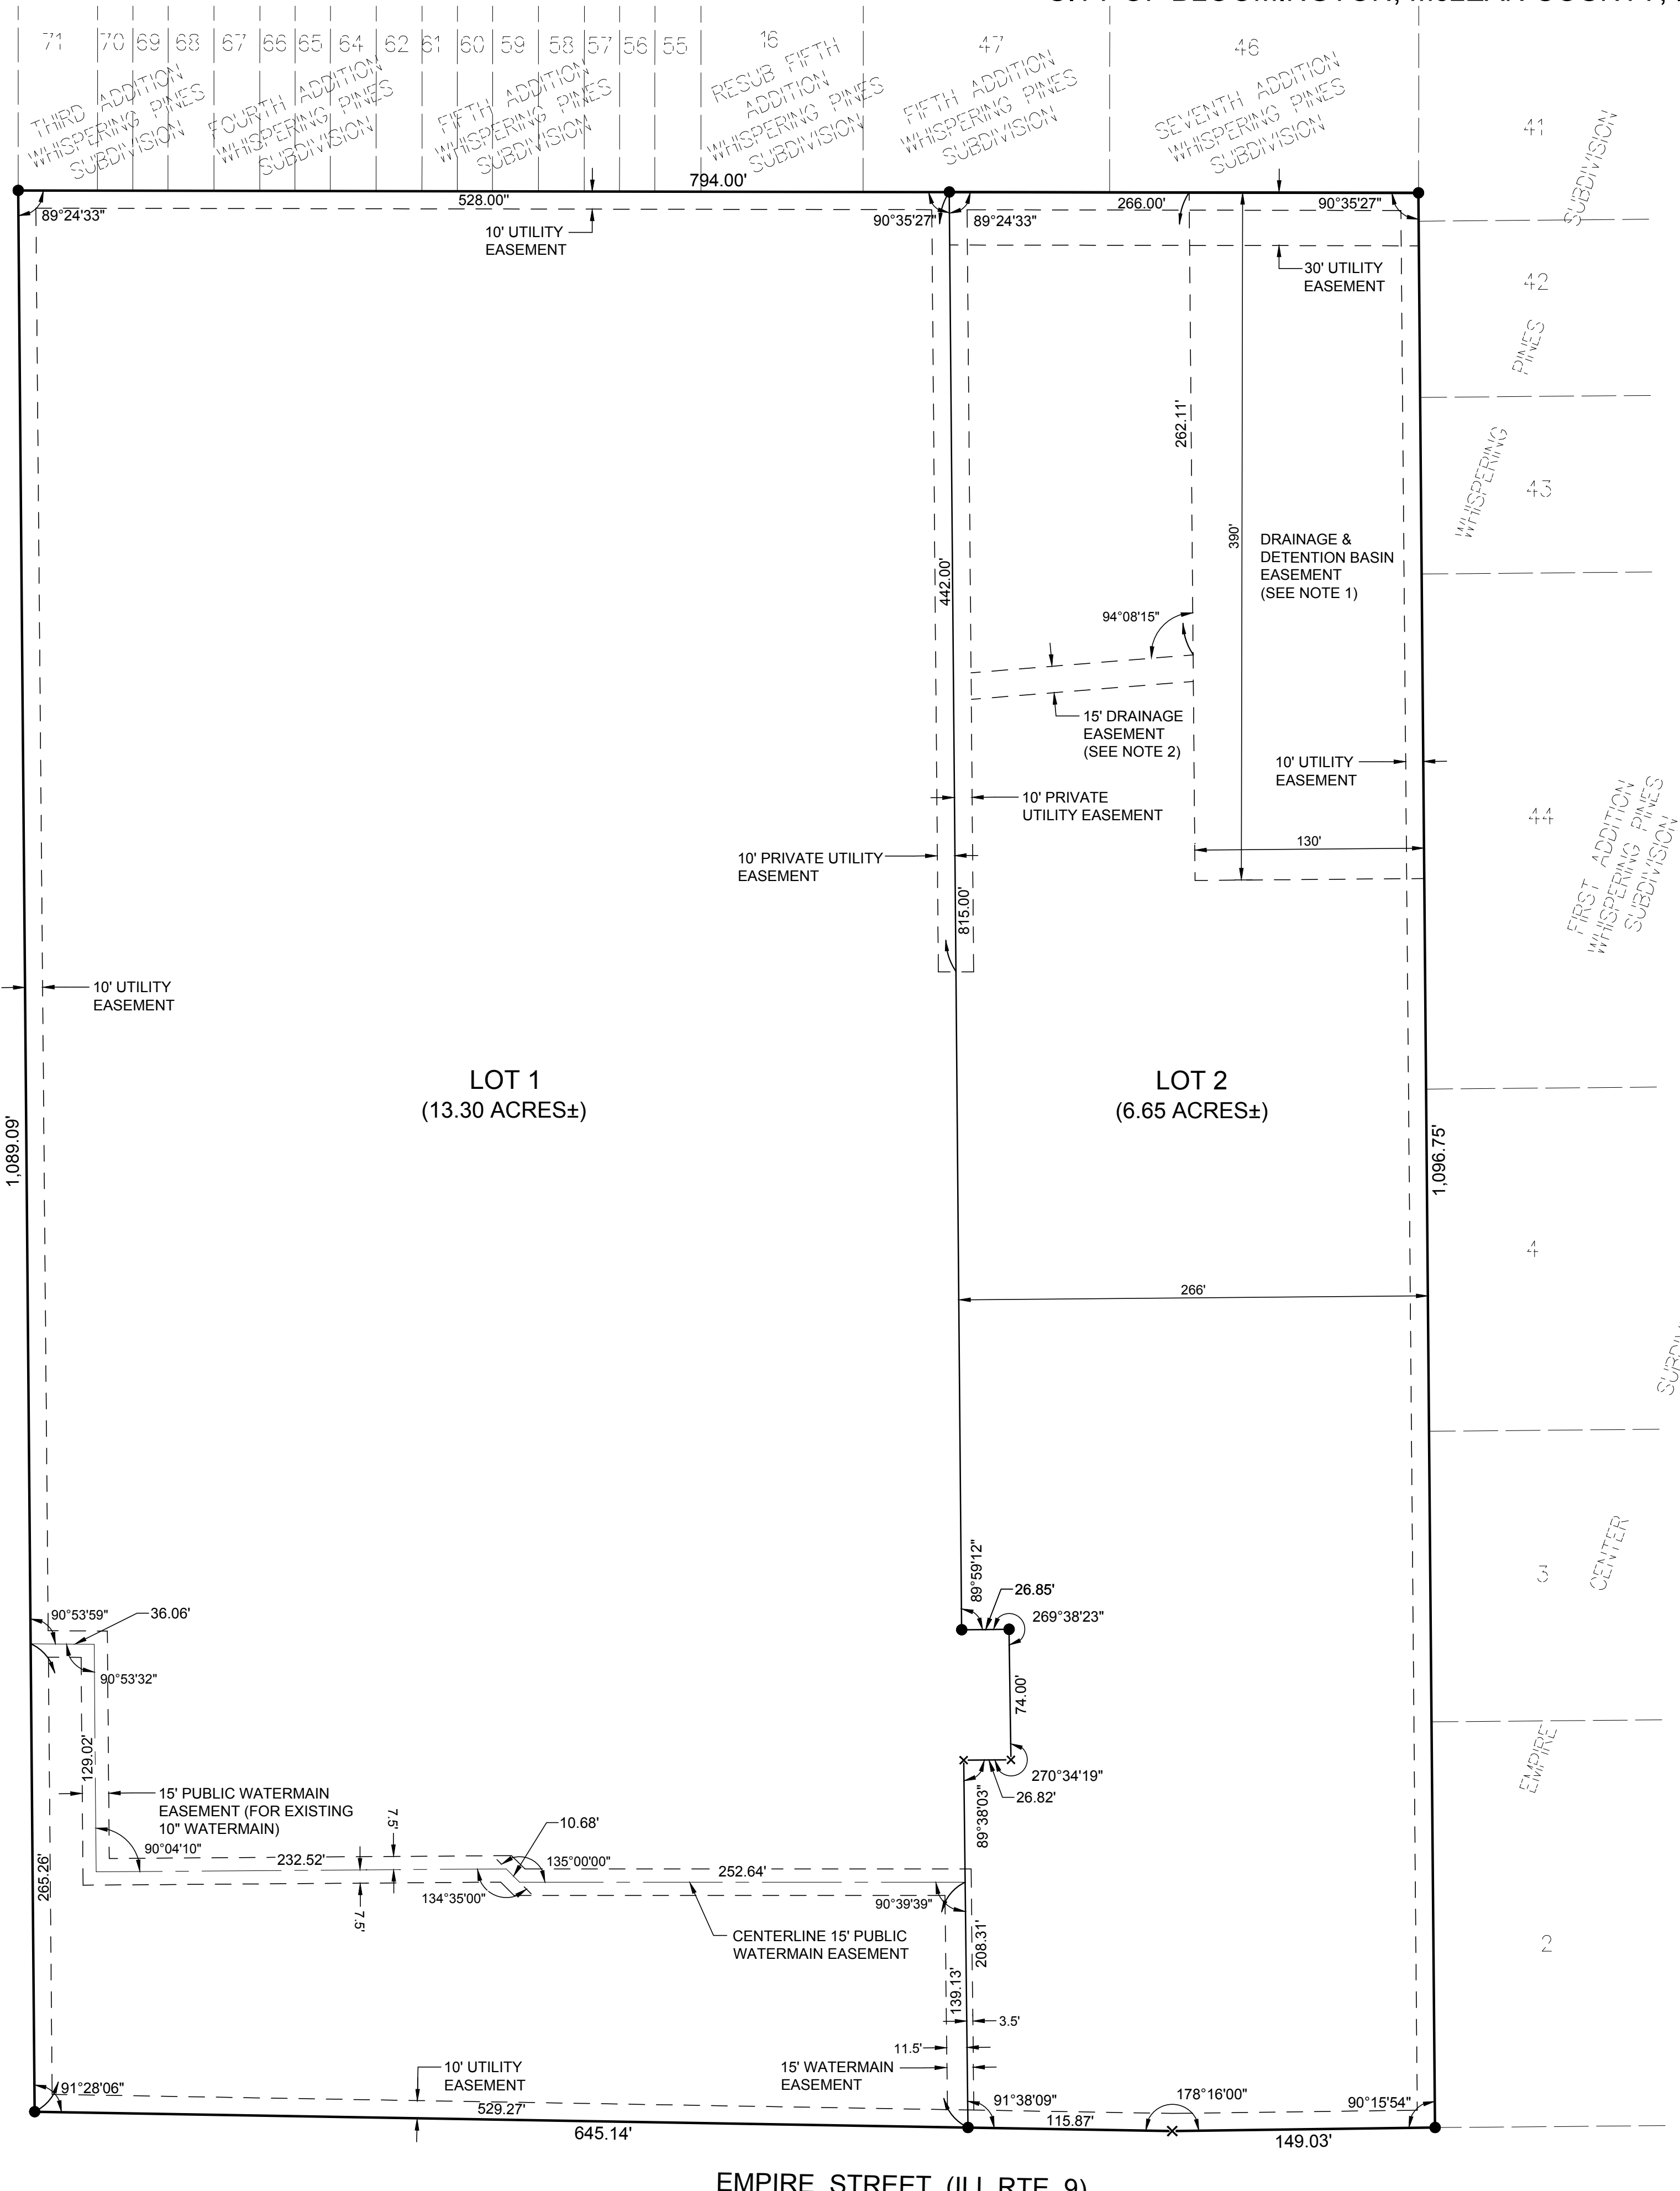 71 70 69 68 67 66 65 64 62 61 60 59 58 57 56 55 16 47 46
THIRD ADDITION
WHISPERING PINES
SUBDIVISION
FOURTH ADDITION
WHISPERING PINES
SUBDIVISION
FIFTH ADDITION
WHISPERING PINES
SUBDIVISION
RESUB FIFTH
ADDITION
WHISPERING PINES
SUBDIVISION
FIFTH ADDITION
WHISPERING PINES
SUBDIVISION
SEVENTH ADDITION
WHISPERING PINES
SUBDIVISION
41
SUBDIVISION
794.00'
528.00"
266.00'
89°24'33"
90°35'27"
89°24'33"
90°35'27"
10' UTILITY
EASEMENT
30' UTILITY
EASEMENT
42
PINES
262.11'
WHISPERING
43
442.00'
390'
DRAINAGE &
DETENTION BASIN
EASEMENT
(SEE NOTE 1)
94°08'15"
15' DRAINAGE
EASEMENT
(SEE NOTE 2)
10' UTILITY
EASEMENT
10' PRIVATE
UTILITY EASEMENT
44
FIRST ADDITION
WHISPERING PINES
SUBDIVISION
130'
10' PRIVATE UTILITY
EASEMENT
815.00'
10' UTILITY
EASEMENT
LOT 1
(13.30 ACRES±)
LOT 2
(6.65 ACRES±)
1,089.09'
1,096.75'
4
266'
89°59'12"
26.85'
269°38'23"
3
CENTER
90°53'59"
36.06'
90°53'32"
74.00'
129.02'
270°34'19"
26.82'
89°38'03"
EMPIRE
15' PUBLIC WATERMAIN
EASEMENT (FOR EXISTING
10" WATERMAIN)
7.5'
10.68'
90°04'10"
232.52'
135°00'00"
252.64'
265.26'
134°35'00"
90°39'39"
7.5'
CENTERLINE 15' PUBLIC
WATERMAIN EASEMENT
208.31'
2
139.13'
3.5'
11.5'
10' UTILITY
EASEMENT
15' WATERMAIN
EASEMENT
91°28'06"
91°38'09"
178°16'00"
90°15'54"
529.27'
115.87'
645.14'
149.03'